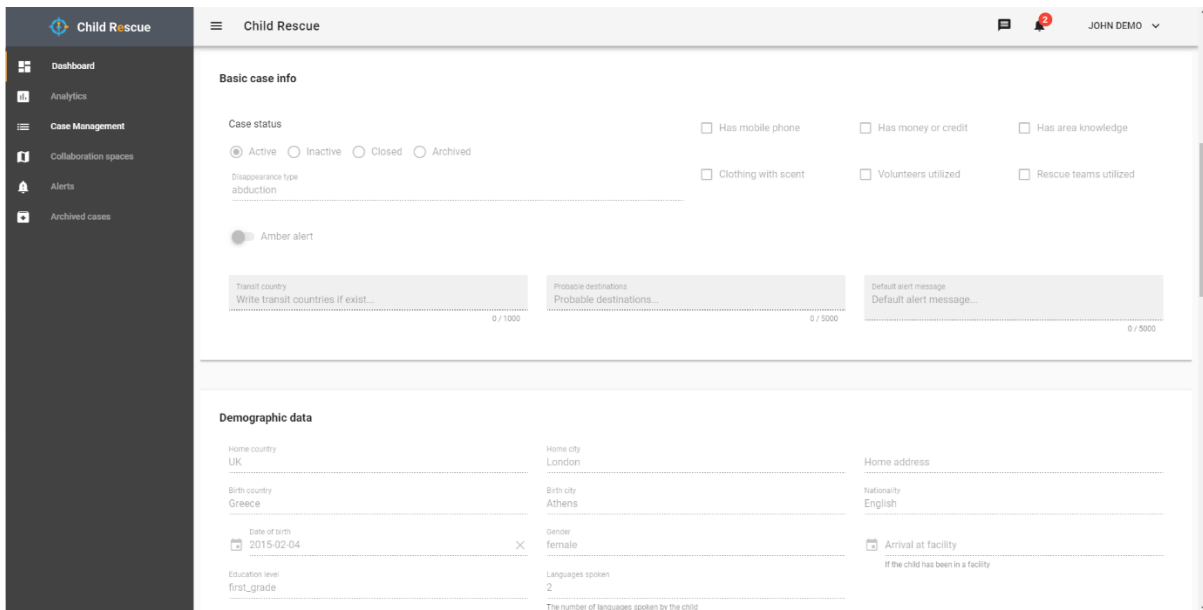 Child Rescue
Child Rescue
2
JOHN DEMO
Dashboard
Analytics
Case Management
Collaboration spaces
Alerts
Archived cases
Basic case info
Case status
Active Inactive Closed Archived
Has mobile phone Has money or credit Has area knowledge
Disappearance type
abduction
Clothing with scent Volunteers utilized Rescue teams utilized
Amber alert
Transit country
Write transit countries if exist...
0 / 1000
Probable destinations
Probable destinations...
0 / 5000
Default alert message
Default alert message...
0 / 5000
Demographic data
Home country
UK
Home city
London
Home address
Birth country
Greece
Birth city
Athens
Nationality
English
Date of birth
2015-02-04
Gender
female
Arrival at facility
If the child has been in a facility
Education level
first_grade
Languages spoken
2
The number of languages spoken by the child